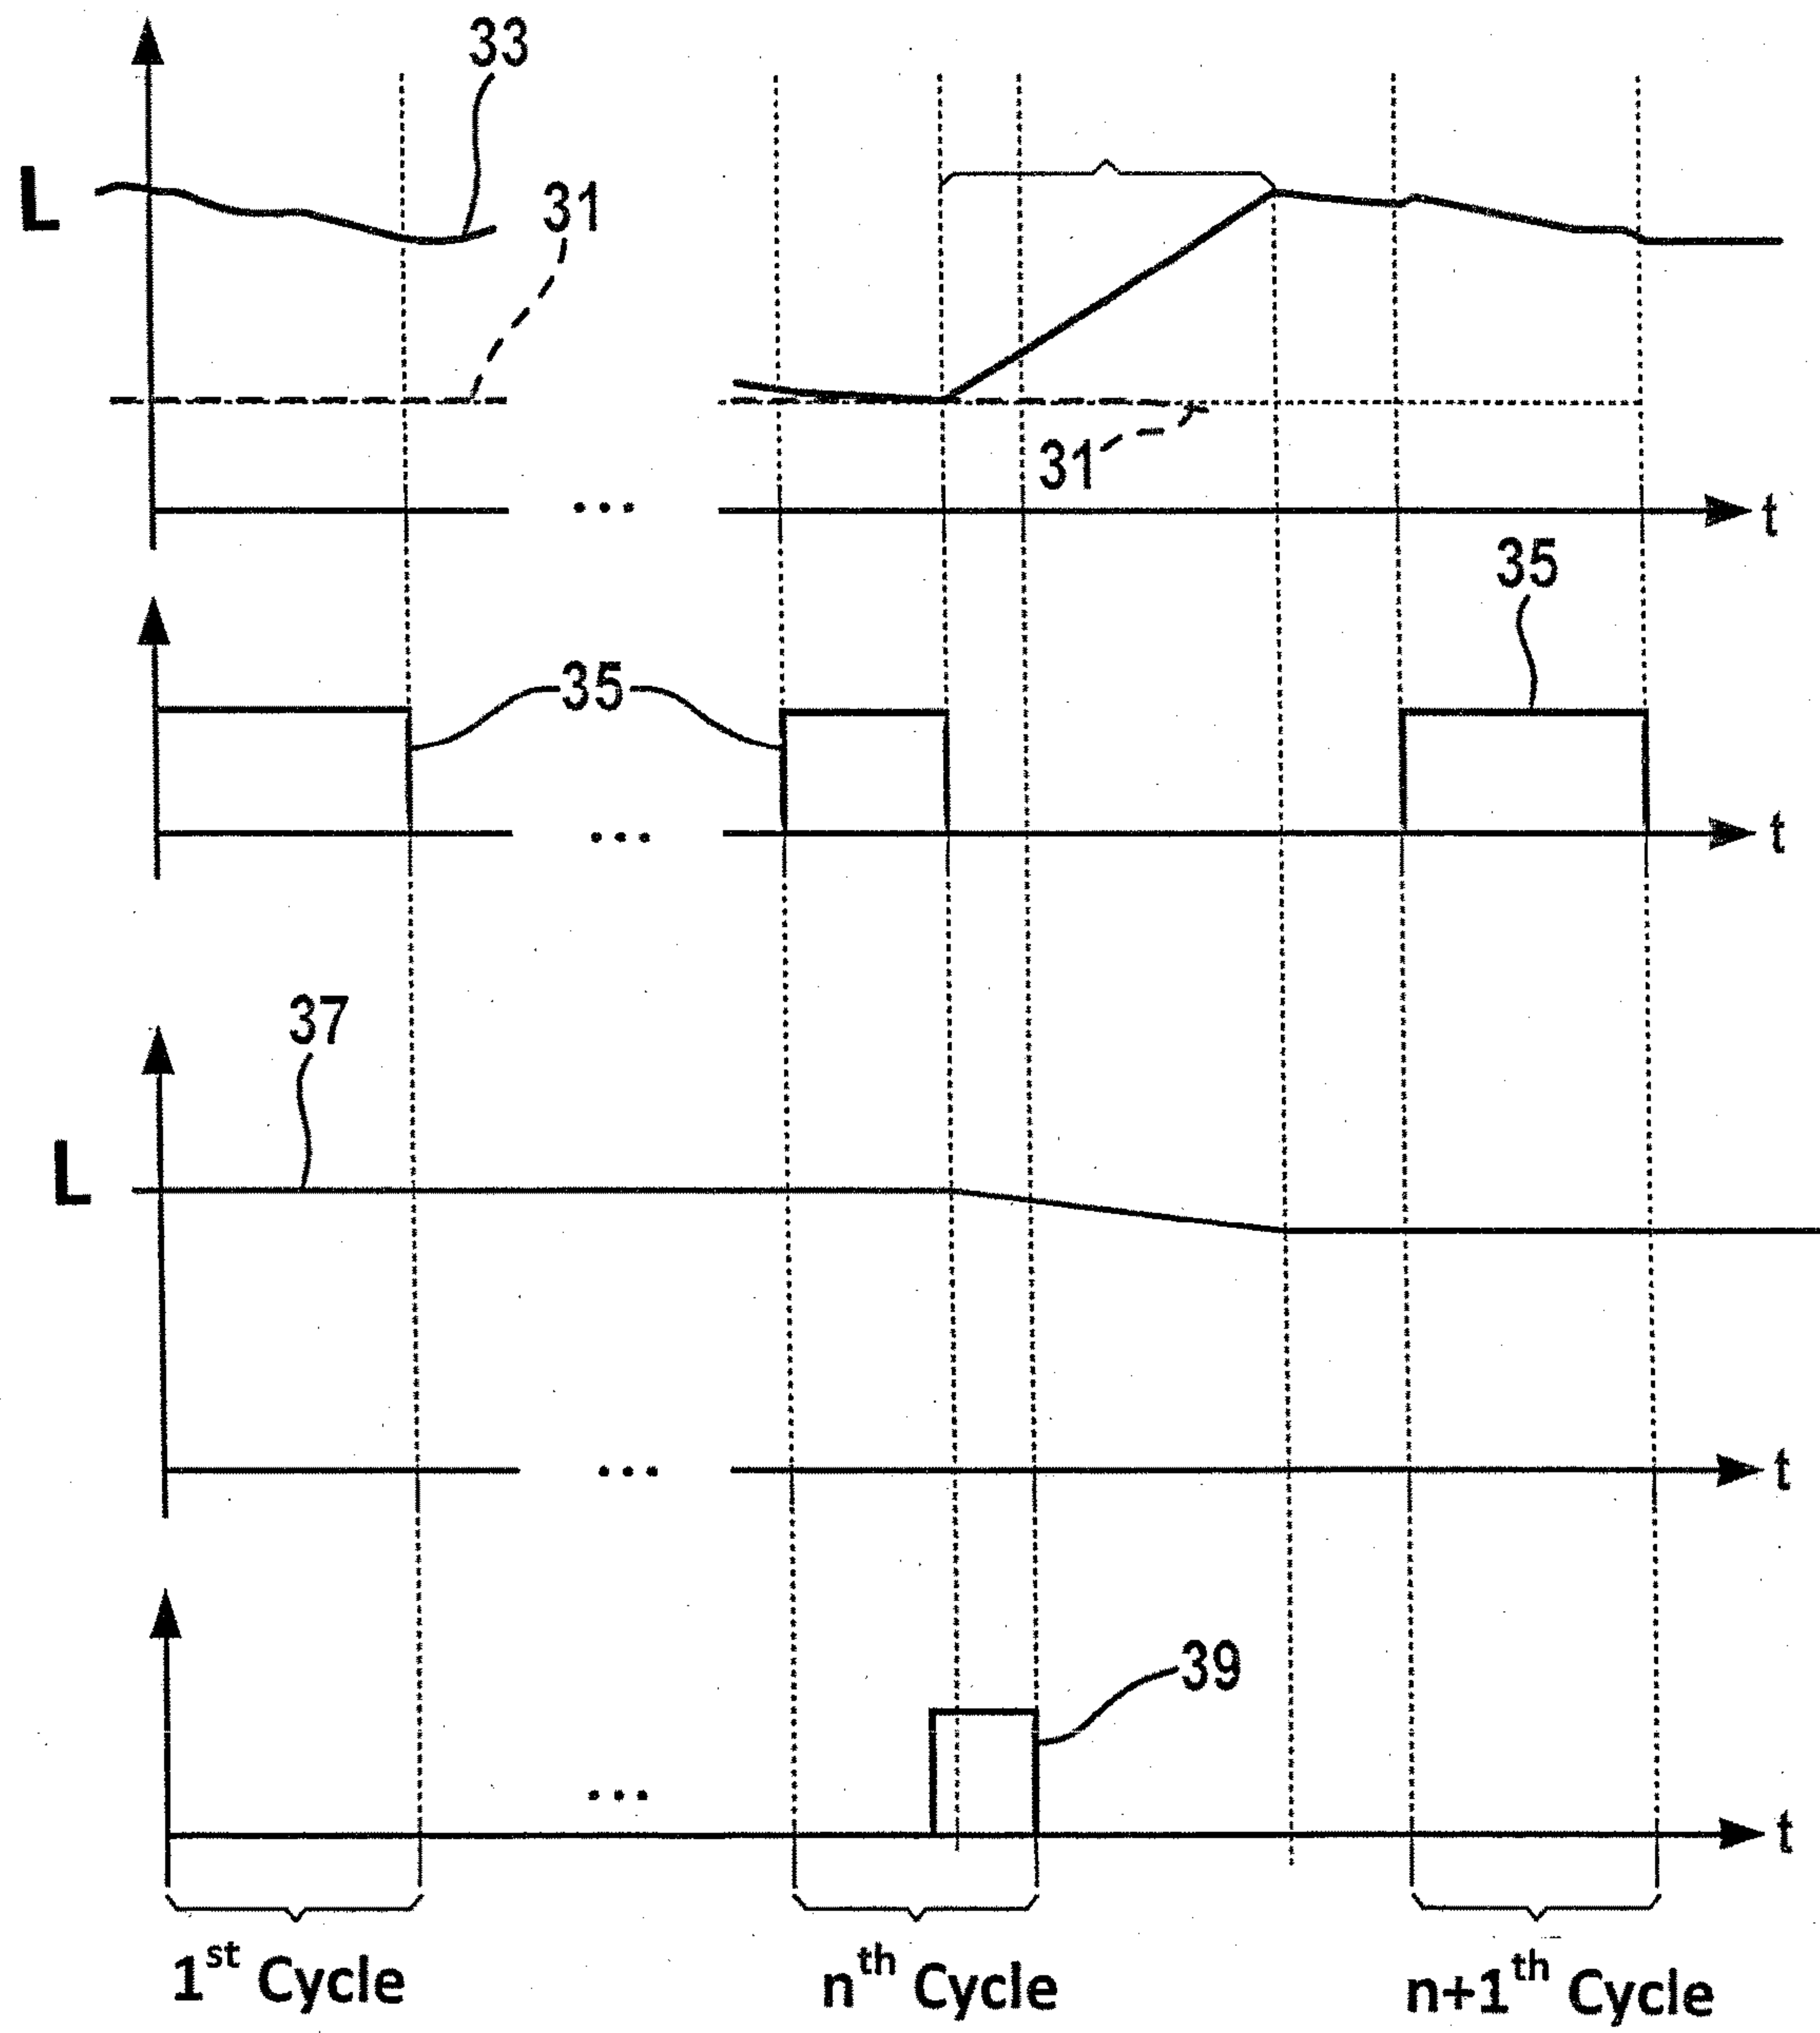 33
L
31
31
...
t
35
35
...
t
37
L
...
t
39
...
t
1st Cycle
nth Cycle
n+1th Cycle